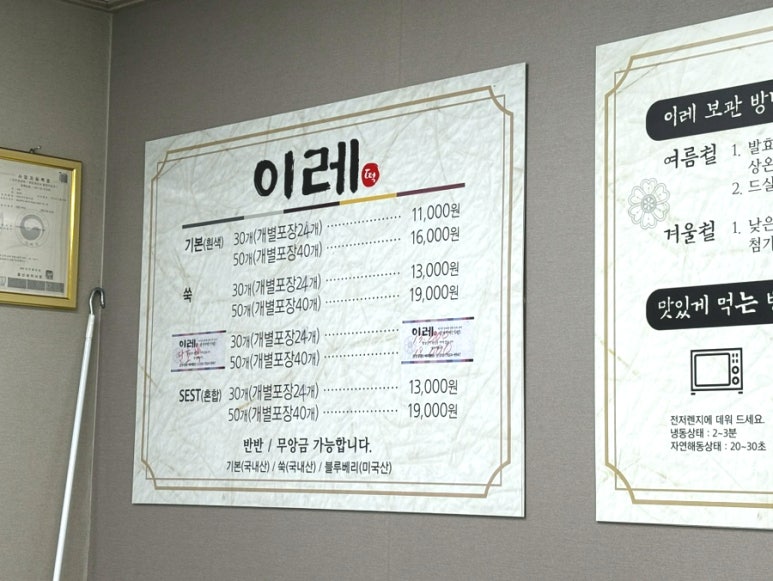 이레
떡
기본(흰색) 30개(개별포장24개) 11,000원
50개(개별포장40개) 16,000원
쑥 30개(개별포장24개) 13,000원
50개(개별포장40개) 19,000원
이레 30개(개별포장24개) 이레
50개(개별포장40개)
SEST(혼합) 30개(개별포장24개) 13,000원
50개(개별포장40개) 19,000원
반반 / 무앙금 가능합니다.
기본(국내산) / 쑥(국내산) / 블루베리(미국산)
이레 보관 방
여름철 1. 발효
상온
2. 드실
겨울철 1. 낮은
첨가
맛있게 먹는
전저렌지에 데워 드세요
냉동상태 : 2~3분
자연해동상태 : 20~30초